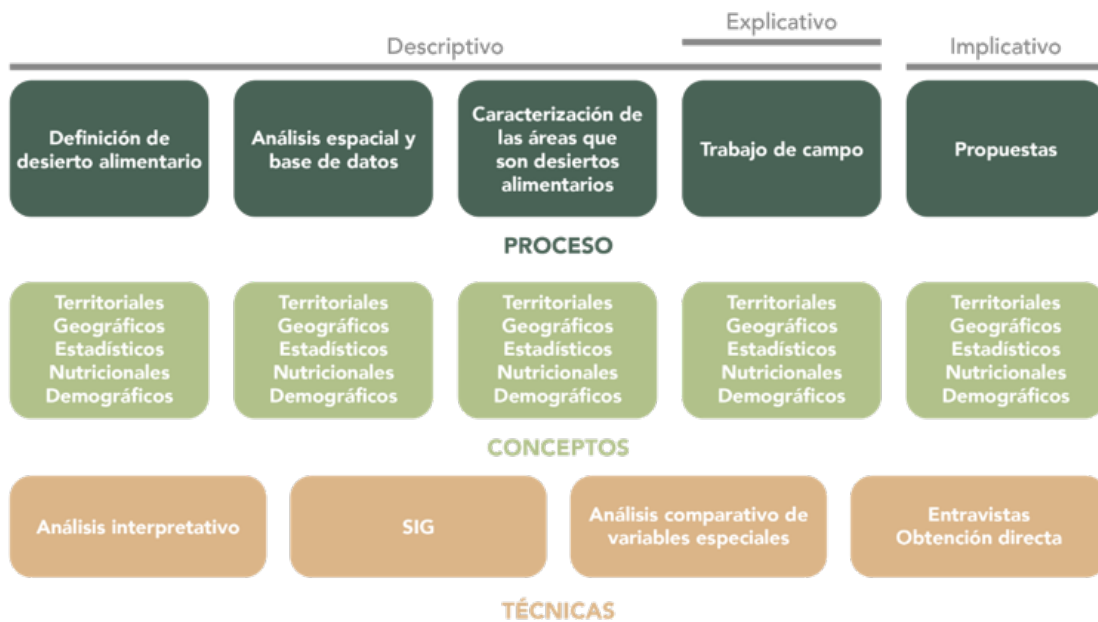 Explicativo
Descriptivo
Implicativo
Definición de
desierto alimentario
Análisis espacial y
base de datos
Caracterización de
las áreas que
son desiertos
alimentarios
Trabajo de campo
Propuestas
PROCESO
Territoriales
Geográficos
Estadísticos
Nutricionales
Demográficos
Territoriales
Geográficos
Estadísticos
Nutricionales
Demográficos
Territoriales
Geográficos
Estadísticos
Nutricionales
Demográficos
Territoriales
Geográficos
Estadísticos
Nutricionales
Demográficos
Territoriales
Geográficos
Estadísticos
Nutricionales
Demográficos
CONCEPTOS
Análisis interpretativo
SIG
Análisis comparativo de
variables especiales
Entravistas
Obtención directa
TÉCNICAS